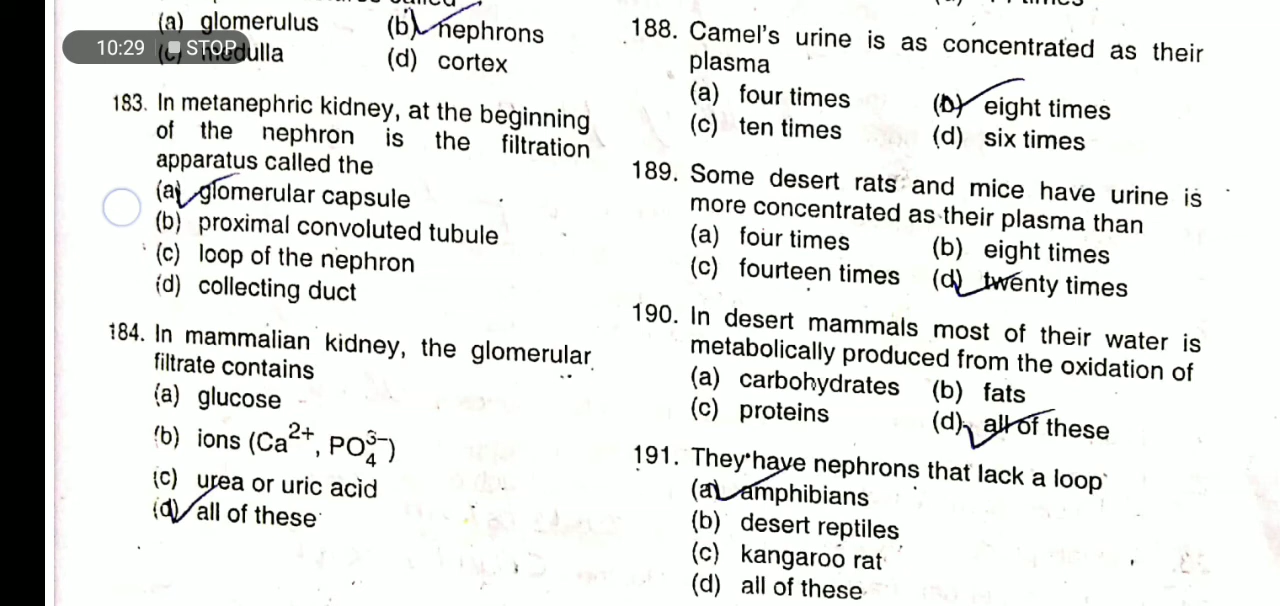 (a) glomerulus (b) nephrons
(c) medulla (d) cortex
183. In metanephric kidney, at the beginning
of the nephron is the filtration
apparatus called the
(a) glomerular capsule
(b) proximal convoluted tubule
(c) loop of the nephron
(d) collecting duct
184. In mammalian kidney, the glomerular
filtrate contains
(a) glucose
(b) ions (Ca²⁺, PO₄³⁻)
(c) urea or uric acid
(d) all of these
10:29 STOP
188. Camel's urine is as concentrated as their
plasma
(a) four times (b) eight times
(c) ten times (d) six times
189. Some desert rats and mice have urine is
more concentrated as their plasma than
(a) four times (b) eight times
(c) fourteen times (d) twenty times
190. In desert mammals most of their water is
metabolically produced from the oxidation of
(a) carbohydrates (b) fats
(c) proteins (d) all of these
191. They have nephrons that lack a loop
(a) amphibians
(b) desert reptiles
(c) kangaroo rat
(d) all of these